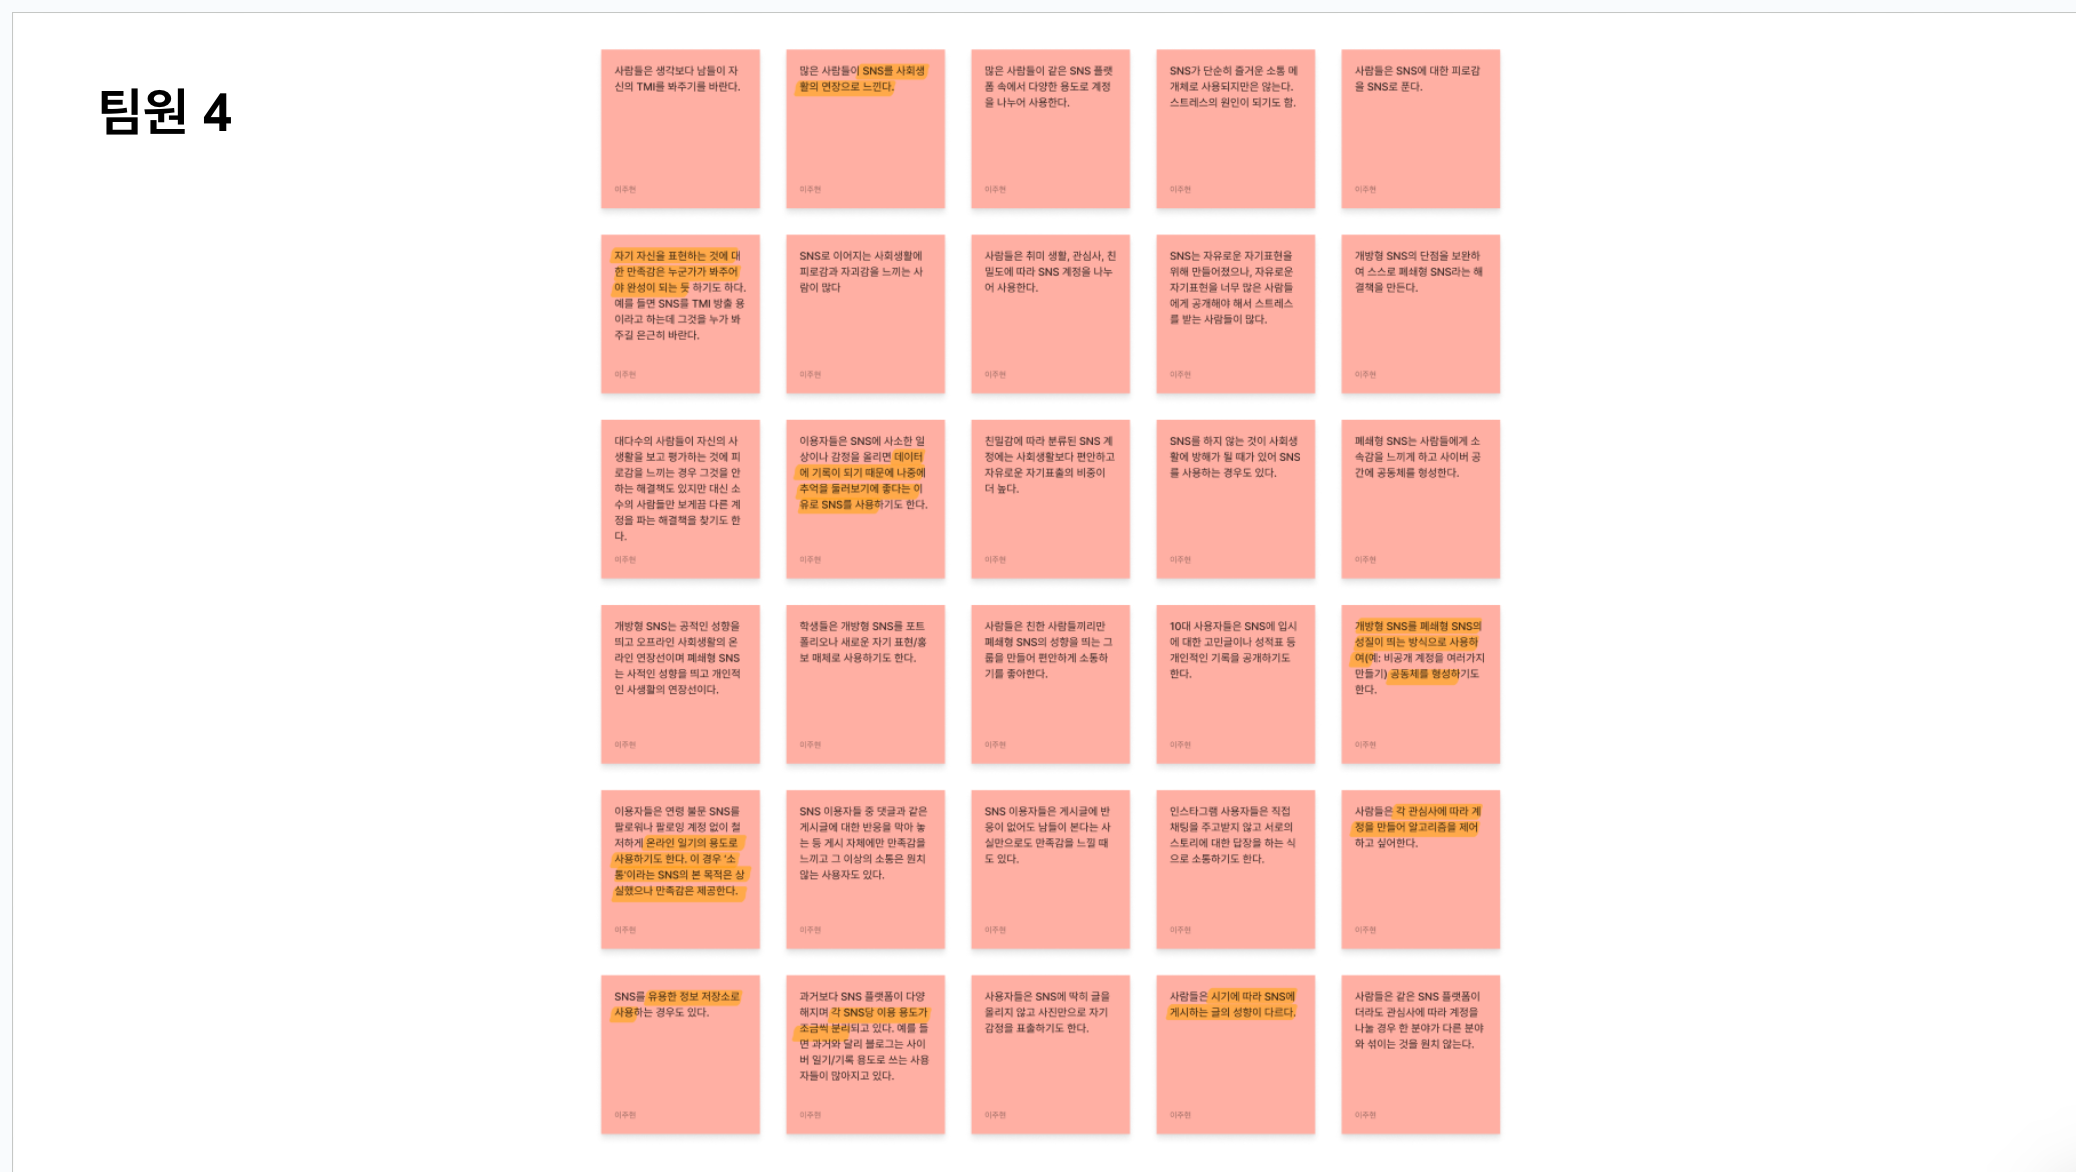 팀원 4
사람들은 생각보다 남들이 자
신의 TMI를 봐주기를 바란다.
이주현
많은 사람들이 SNS를 사회생
활의 연장으로 느낀다.
이주현
많은 사람들이 같은 SNS 플랫
폼 속에서 다양한 용도로 계정
을 나누어 사용한다.
이주현
SNS가 단순히 즐거운 소통 매
개체로 사용되지만은 않는다.
스트레스의 원인이 되기도 함.
이주현
사람들은 SNS에 대한 피로감
을 SNS로 푼다.
이주현
자기 자신을 표현하는 것에 대
한 만족감은 누군가가 봐주어
야 완성이 되는 듯 하기도 하다.
예를 들면 SNS를 TMI 방출 용
이라고 하는데 그것을 누가 봐
주길 은근히 바란다.
이주현
SNS로 이어지는 사회생활에
피로감과 자괴감을 느끼는 사
람이 많다
이주현
사람들은 취미 생활, 관심사, 친
밀도에 따라 SNS 계정을 나누
어 사용한다.
이주현
SNS는 자유로운 자기표현을
위해 만들어졌으나, 자유로운
자기표현을 너무 많은 사람들
에게 공개해야 해서 스트레스
를 받는 사람들이 많다.
이주현
개방형 SNS의 단점을 보완하
여 스스로 폐쇄형 SNS라는 해
결책을 만든다.
이주현
대다수의 사람들이 자신의 사
생활을 보고 평가하는 것에 피
로감을 느끼는 경우 그것을 안
하는 해결책도 있지만 대신 소
수의 사람들만 보게끔 다른 계
정을 파는 해결책을 찾기도 한
다.
이주현
이용자들은 SNS에 사소한 일
상이나 감정을 올리면 데이터
에 기록이 되기 때문에 나중에
추억을 둘러보기에 좋다는 이
유로 SNS를 사용하기도 한다.
이주현
친밀감에 따라 분류된 SNS 계
정에는 사회생활보다 편안하고
자유로운 자기표출의 비중이
더 높다.
이주현
SNS를 하지 않는 것이 사회생
활에 방해가 될 때가 있어 SNS
를 사용하는 경우도 있다.
이주현
폐쇄형 SNS는 사람들에게 소
속감을 느끼게 하고 사이버 공
간에 공동체를 형성한다.
이주현
개방형 SNS는 공적인 성향을
띄고 오프라인 사회생활의 온
라인 연장선이며 폐쇄형 SNS
는 사적인 성향을 띄고 개인적
인 사생활의 연장선이다.
이주현
학생들은 개방형 SNS를 포트
폴리오나 새로운 자기 표현/홍
보 매체로 사용하기도 한다.
이주현
사람들은 친한 사람들끼리만
폐쇄형 SNS의 성향을 띄는 그
룹을 만들어 편안하게 소통하
기를 좋아한다.
이주현
10대 사용자들은 SNS에 입시
에 대한 고민글이나 성적표 등
개인적인 기록을 공개하기도
한다.
이주현
개방형 SNS를 폐쇄형 SNS의
성질이 띄는 방식으로 사용하
여(예: 비공개 계정을 여러가지
만들기) 공동체를 형성하기도
한다.
이주현
이용자들은 연령 불문 SNS를
팔로워나 팔로잉 계정 없이 철
저하게 온라인 일기의 용도로
사용하기도 한다. 이 경우 '소
통'이라는 SNS의 본 목적은 상
실했으나 만족감은 제공한다.
이주현
SNS 이용자들 중 댓글과 같은
게시글에 대한 반응을 막아 놓
는 등 게시 자체에만 만족감을
느끼고 그 이상의 소통은 원치
않는 사용자도 있다.
이주현
SNS 이용자들은 게시글에 반
응이 없어도 남들이 본다는 사
실만으로도 만족감을 느낄 때
도 있다.
이주현
인스타그램 사용자들은 직접
채팅을 주고받지 않고 서로의
스토리에 대한 답장을 하는 식
으로 소통하기도 한다.
이주현
사람들은 각 관심사에 따라 계
정을 만들어 알고리즘을 제어
하고 싶어한다.
이주현
SNS를 유용한 정보 저장소로
사용하는 경우도 있다.
이주현
과거보다 SNS 플랫폼이 다양
해지며 각 SNS당 이용 용도가
조금씩 분리되고 있다. 예를 들
면 과거와 달리 블로그는 사이
버 일기/기록 용도로 쓰는 사용
자들이 많아지고 있다.
이주현
사용자들은 SNS에 딱히 글을
올리지 않고 사진만으로 자기
감정을 표출하기도 한다.
이주현
사람들은 시기에 따라 SNS에
게시하는 글의 성향이 다르다.
이주현
사람들은 같은 SNS 플랫폼이
더라도 관심사에 따라 계정을
나눌 경우 한 분야가 다른 분야
와 섞이는 것을 원치 않는다.
이주현